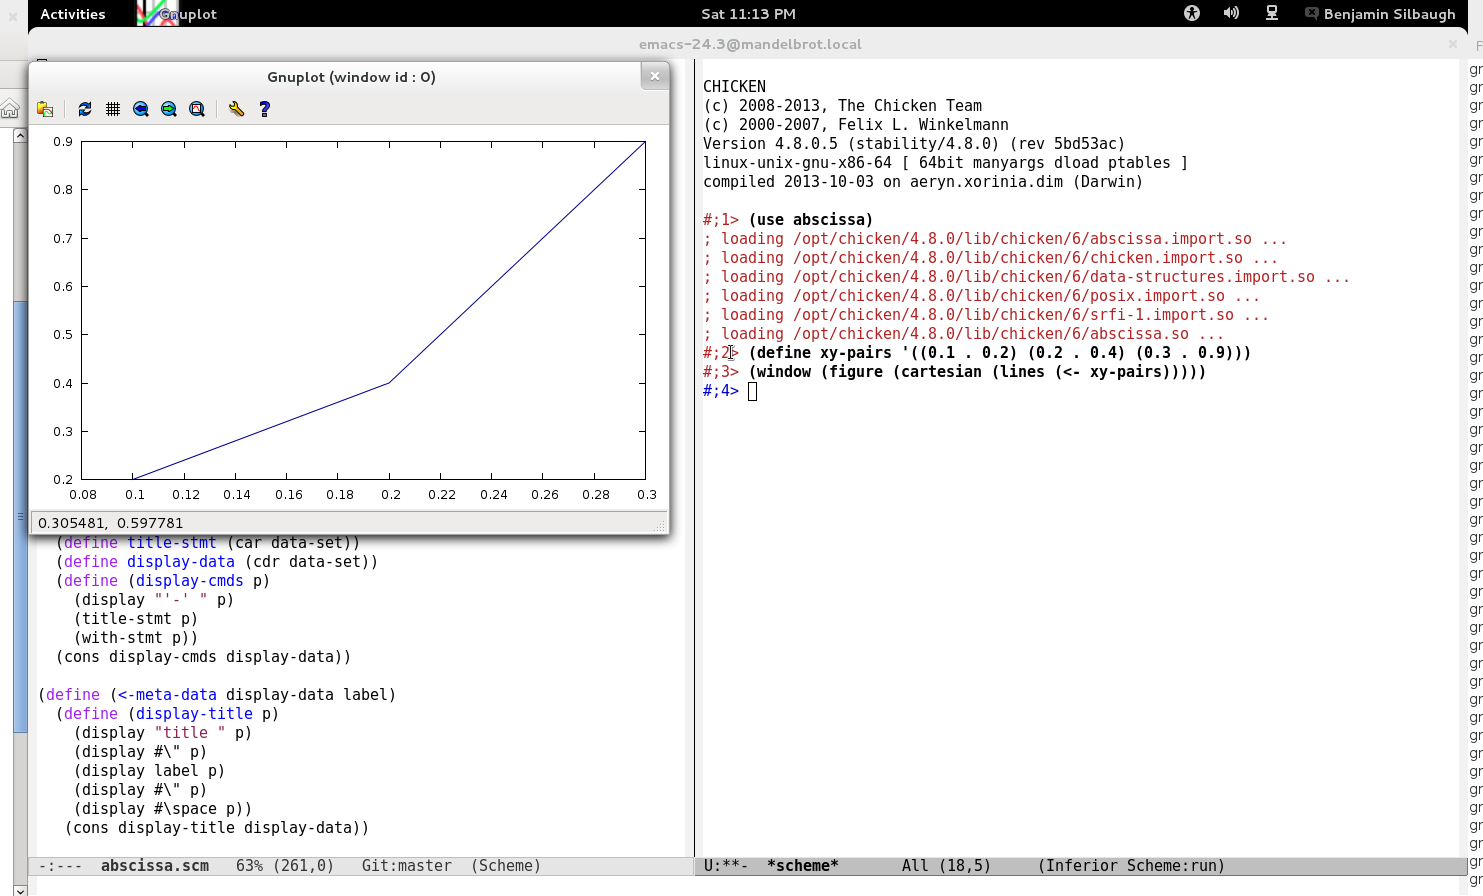 Activities
Gnuplot
Sat 11:13 PM
Benjamin Silbaugh
emacs-24.3@mandelbrot.local
Gnuplot (window id : 0)
0.9
0.8
0.7
0.6
0.5
0.4
0.3
0.2
0.08 0.1 0.12 0.14 0.16 0.18 0.2 0.22 0.24 0.26 0.28 0.3
0.305481, 0.597781
(define title-stmt (car data-set))
(define display-data (cdr data-set))
(define (display-cmds p)
(display "'-' " p)
(title-stmt p)
(with-stmt p))
(cons display-cmds display-data))
(define (<-meta-data display-data label)
(define (display-title p)
(display "title " p)
(display #\" p)
(display label p)
(display #\" p)
(display #\space p))
(cons display-title display-data))
-:--- abscissa.scm 63% (261,0) Git:master (Scheme)
CHICKEN
(c) 2008-2013, The Chicken Team
(c) 2000-2007, Felix L. Winkelmann
Version 4.8.0.5 (stability/4.8.0) (rev 5bd53ac)
linux-unix-gnu-x86-64 [ 64bit manyargs dload ptables ]
compiled 2013-10-03 on aeryn.xorinia.dim (Darwin)
#;1> (use abscissa)
; loading /opt/chicken/4.8.0/lib/chicken/6/abscissa.import.so ...
; loading /opt/chicken/4.8.0/lib/chicken/6/chicken.import.so ...
; loading /opt/chicken/4.8.0/lib/chicken/6/data-structures.import.so ...
; loading /opt/chicken/4.8.0/lib/chicken/6/posix.import.so ...
; loading /opt/chicken/4.8.0/lib/chicken/6/srfi-1.import.so ...
; loading /opt/chicken/4.8.0/lib/chicken/6/abscissa.so ...
#;2> (define xy-pairs '((0.1 . 0.2) (0.2 . 0.4) (0.3 . 0.9)))
#;3> (window (figure (cartesian (lines (<- xy-pairs)))))
#;4>
U:**- *scheme* All (18,5) (Inferior Scheme:run)